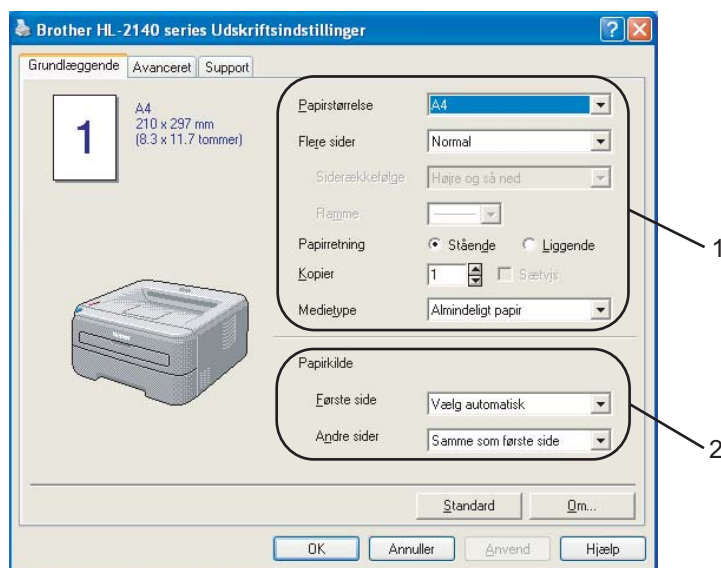 Brother HL-2140 series Udskriftsindstillinger
Grundlæggende Avanceret Support
1
A4
210 x 297 mm
(8.3 x 11.7 tommer)
Papirstørrelse A4
Flere sider Normal
Siderækkefølge Højre og så ned
Ramme
Papirretning Stående Liggende
Kopier 1 Sætvis
Medietype Almindeligt papir
1
Papirkilde
Første side Vælg automatisk
Andre sider Samme som første side
2
Standard Om...
OK Annuller Anvend Hjælp